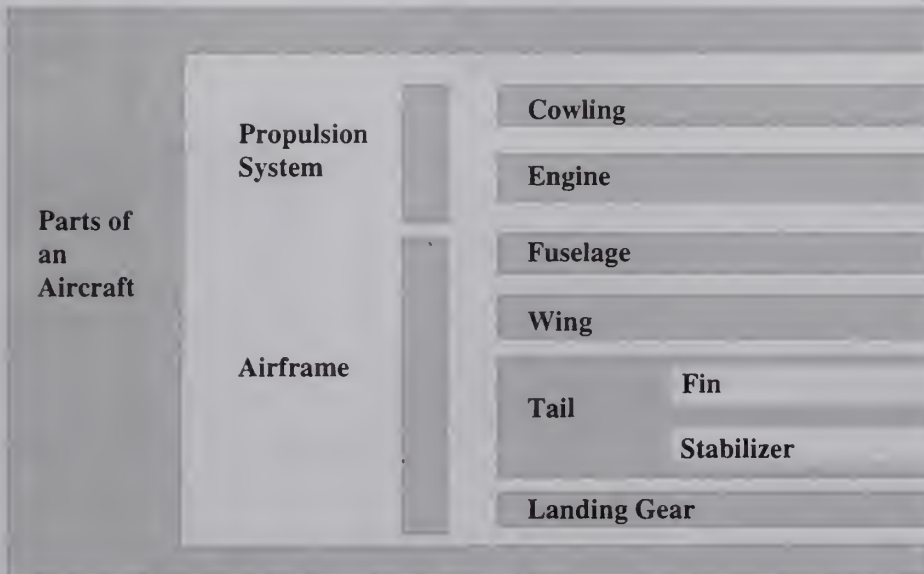 Parts of
an
Aircraft
Propulsion
System
Airframe
Cowling
Engine
Fuselage
Wing
Tail
Fin
Stabilizer
Landing Gear